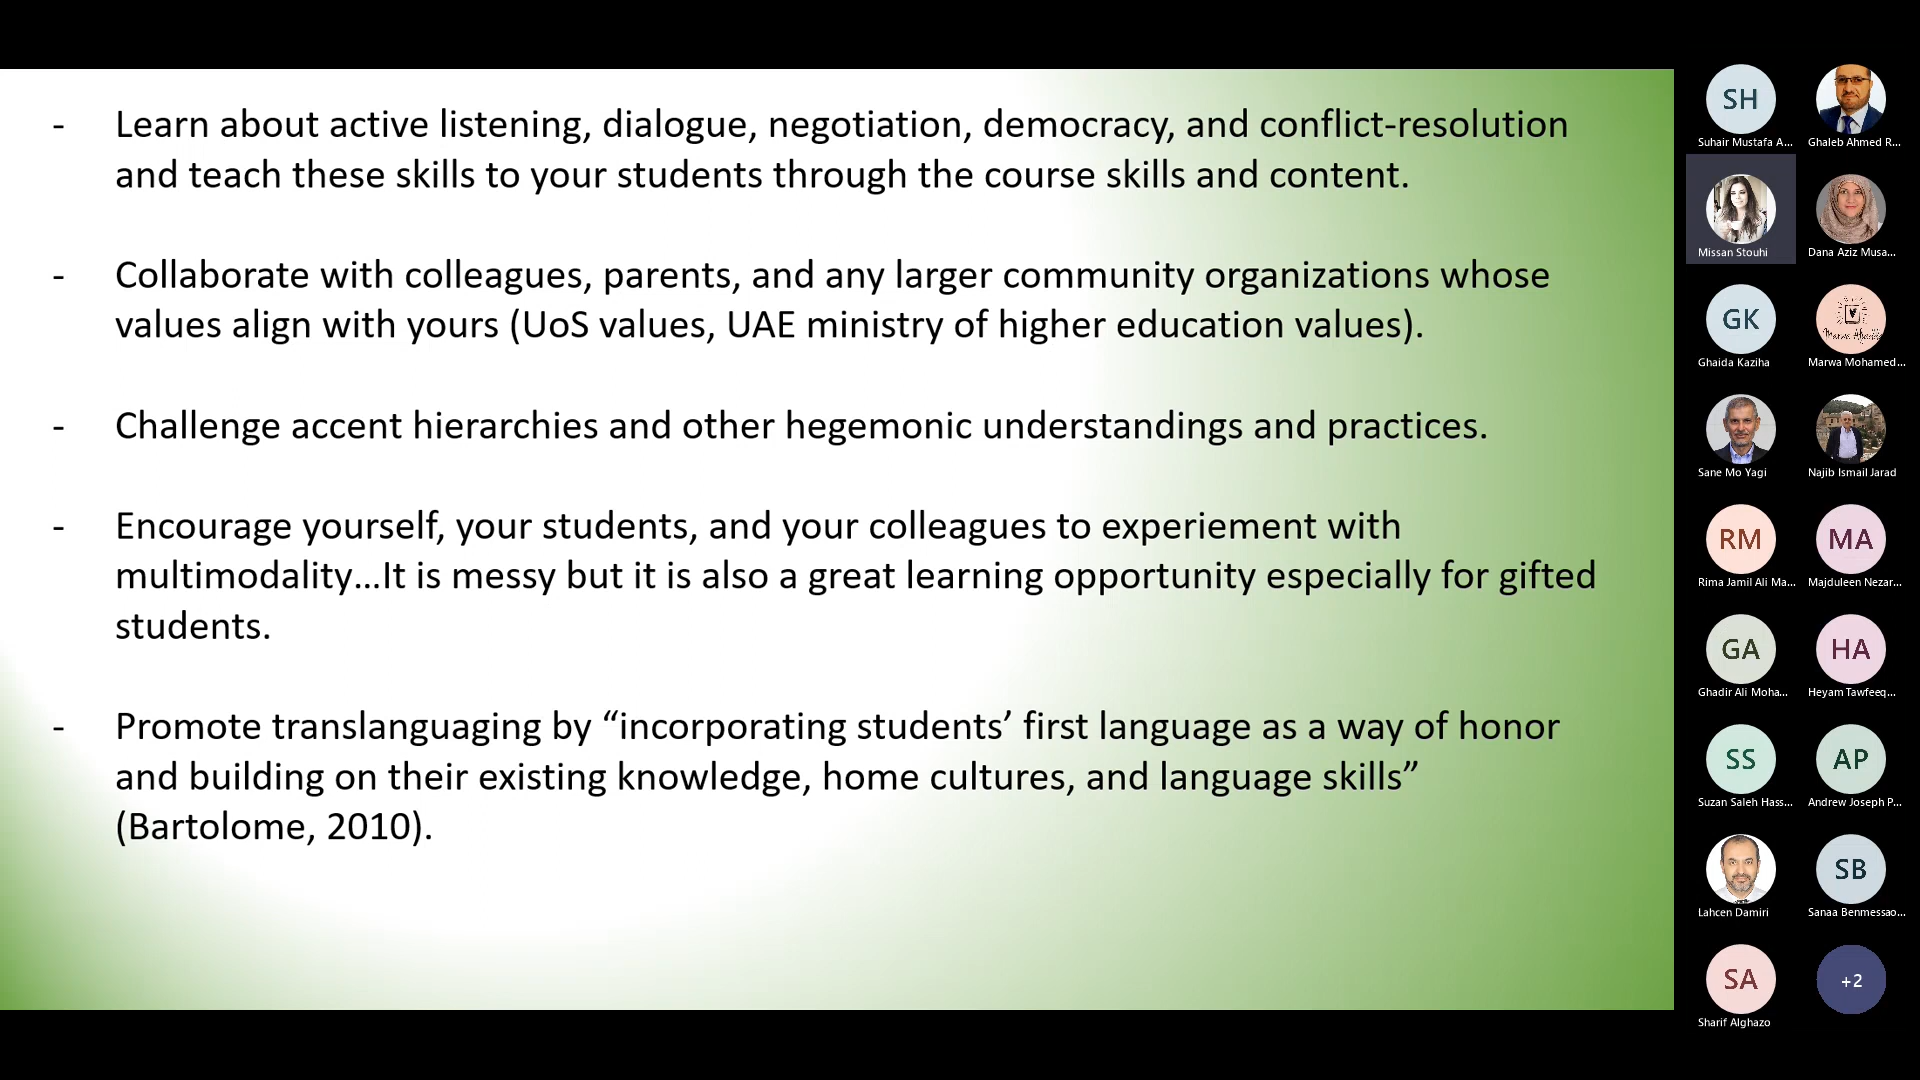 - Learn about active listening, dialogue, negotiation, democracy, and conflict-resolution
and teach these skills to your students through the course skills and content.
- Collaborate with colleagues, parents, and any larger community organizations whose
values align with yours (UoS values, UAE ministry of higher education values).
- Challenge accent hierarchies and other hegemonic understandings and practices.
- Encourage yourself, your students, and your colleagues to experiement with
multimodality...It is messy but it is also a great learning opportunity especially for gifted
students.
- Promote translanguaging by “incorporating students’ first language as a way of honor
and building on their existing knowledge, home cultures, and language skills”
(Bartolome, 2010).
SH
Suhair Mustafa A...
Ghaleb Ahmed R...
Missan Stouhi
Dana Aziz Musa...
GK
Ghaida Kaziha
Marwa Mohamed...
Sane Mo Yagi
Najib Ismail Jarad
RM
Rima Jamil Ali Ma...
MA
Majduleen Nezar...
GA
Ghadir Ali Moha...
HA
Heyam Tawfeeq...
SS
Suzan Saleh Hass...
AP
Andrew Joseph P...
Lahcen Damiri
SB
Sanaa Benmessao...
SA
Sharif Alghazo
+2